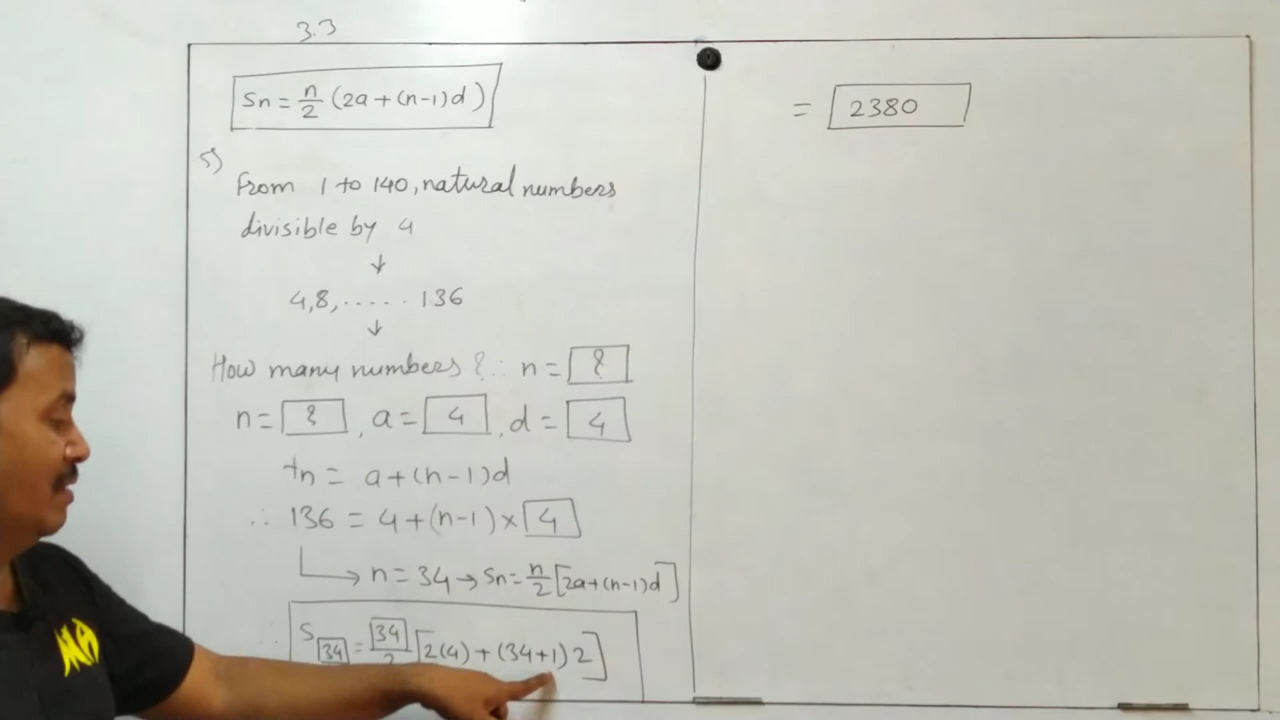 3.3
Sn = n/2 (2a+(n-1)d)
5)
From 1 to 140, natural numbers
divisible by 4
↓
4,8,...... 136
↓
How many numbers ? ∴ n = ?
n = ?, a = 4, d = 4
tn = a+(n-1)d
∴ 136 = 4+(n-1)×4
→ n = 34 → Sn = n/2 [2a+(n-1)d]
∴ S34 = 34/2 [2(4)+(34+1)2]
= 2380
NA